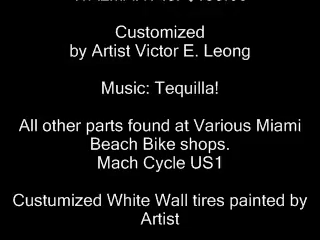 Customized
by Artist Victor E. Leong
Music: Tequilla!
All other parts found at Various Miami
Beach Bike shops.
Mach Cycle US1
Custumized White Wall tires painted by
Artist